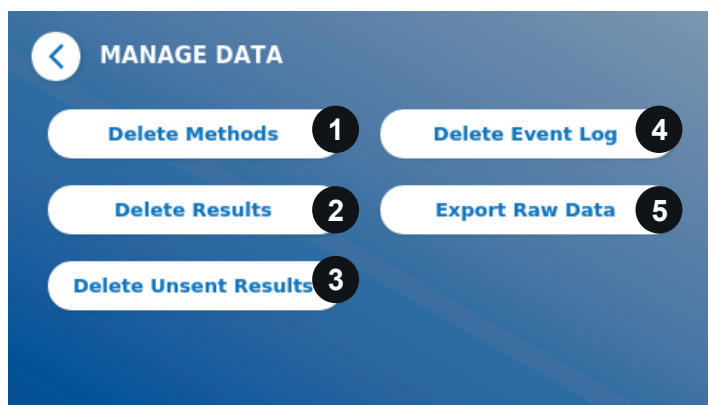 MANAGE DATA
Delete Methods 1
Delete Event Log 4
Delete Results 2
Export Raw Data 5
Delete Unsent Results 3